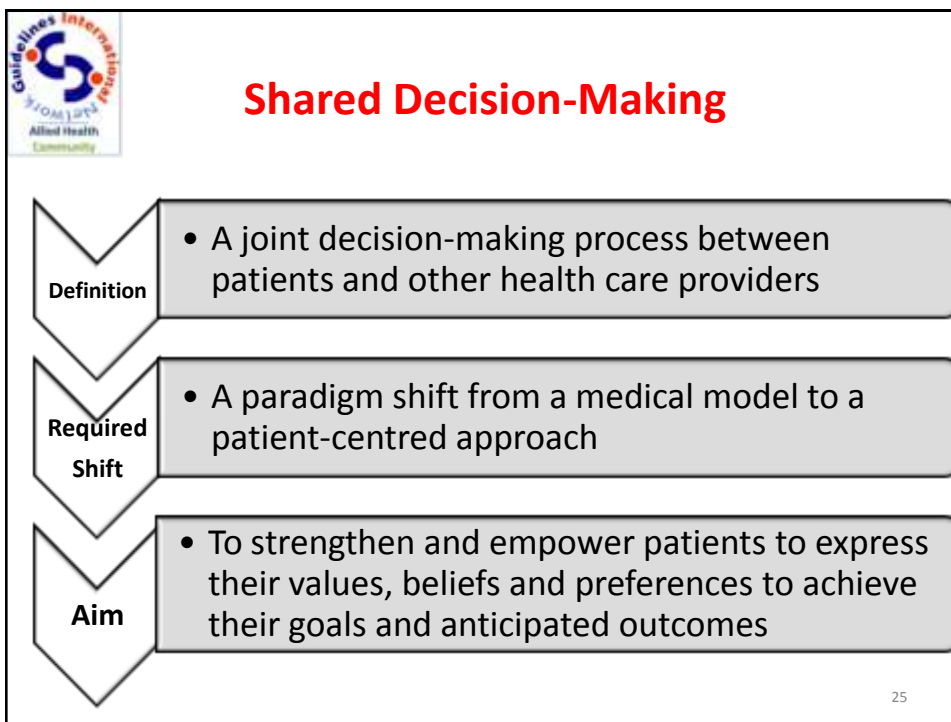 Guidelines International
Network
Allied Health
Community
Shared Decision-Making
Definition
• A joint decision-making process between
patients and other health care providers
Required
Shift
• A paradigm shift from a medical model to a
patient-centred approach
Aim
• To strengthen and empower patients to express
their values, beliefs and preferences to achieve
their goals and anticipated outcomes
25